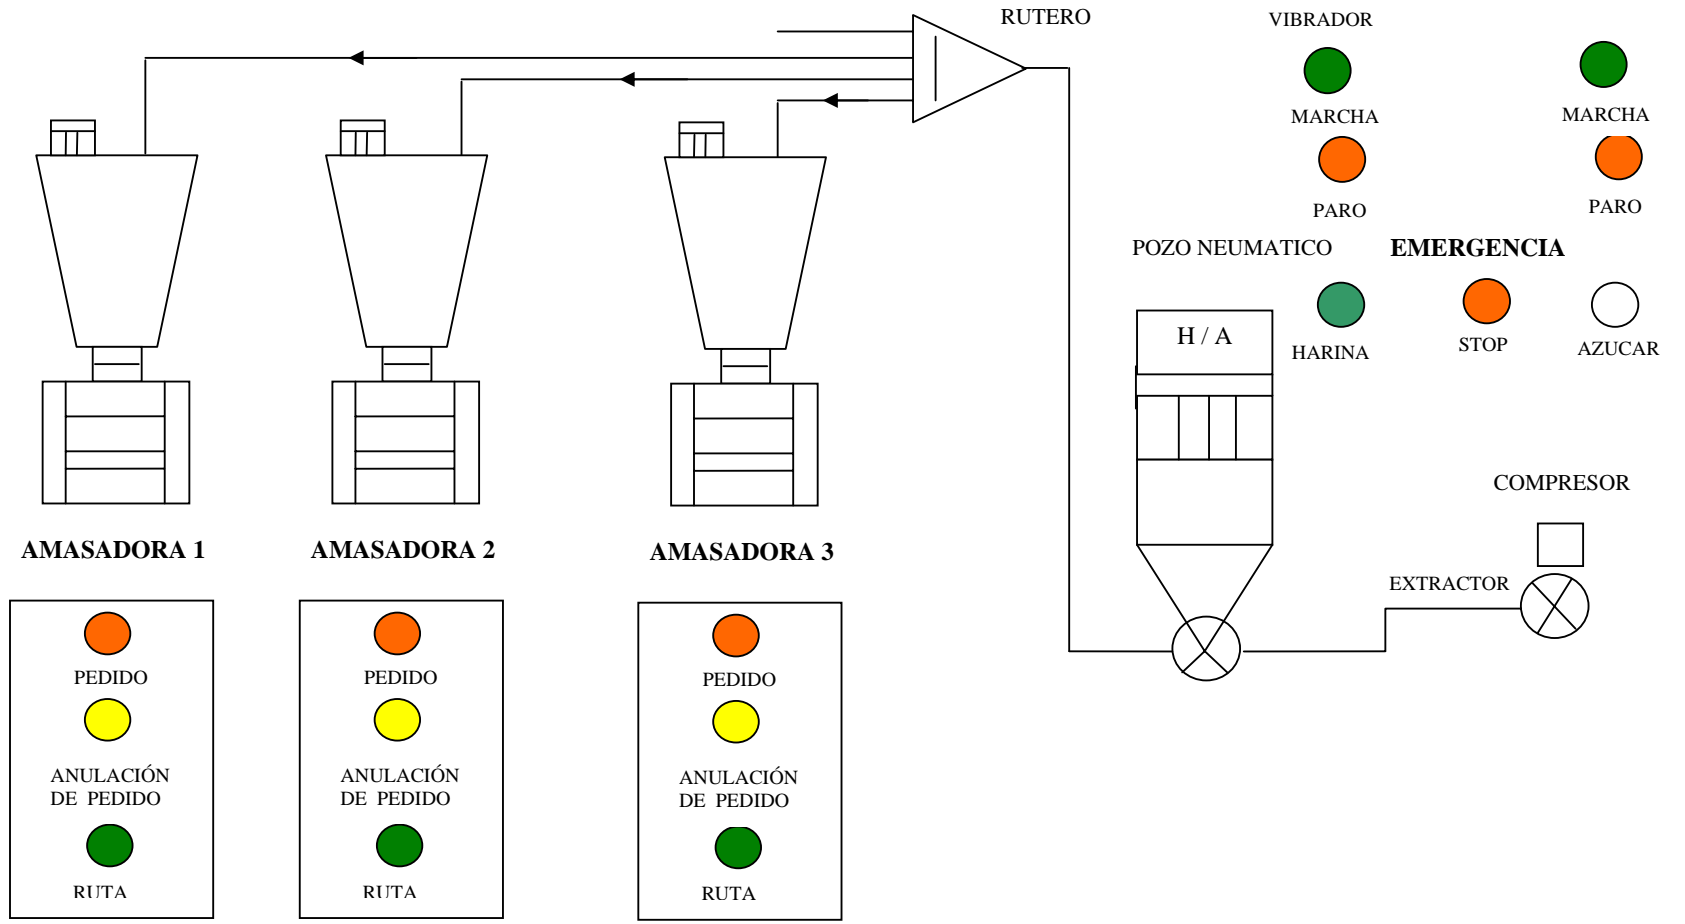 RUTERO
VIBRADOR
MARCHA
MARCHA
PARO
PARO
POZO NEUMATICO
EMERGENCIA
H / A
HARINA
STOP
AZUCAR
COMPRESOR
EXTRACTOR
AMASADORA 1
AMASADORA 2
AMASADORA 3
PEDIDO
ANULACIÓN
DE PEDIDO
RUTA
PEDIDO
ANULACIÓN
DE PEDIDO
RUTA
PEDIDO
ANULACIÓN
DE PEDIDO
RUTA